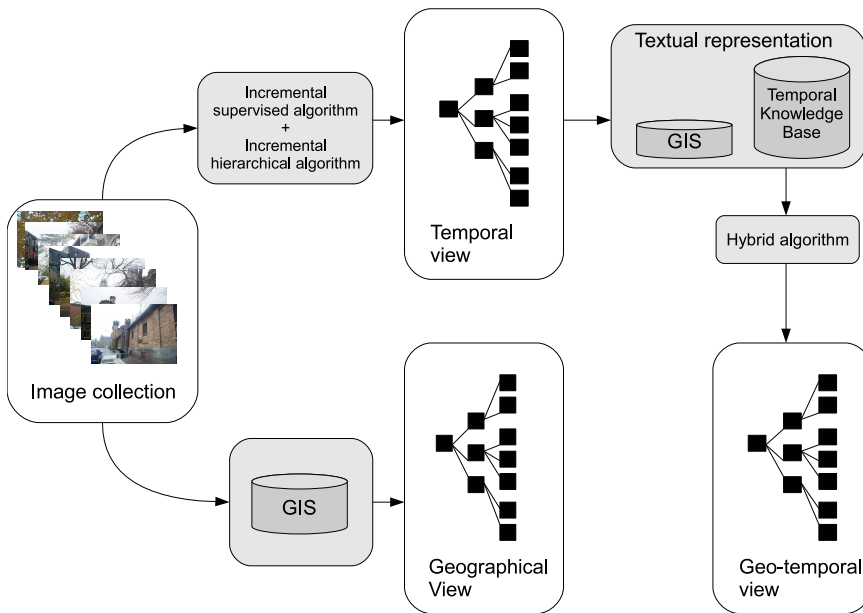 Incremental
supervised algorithm
+
Incremental
hierarchical algorithm
Temporal
view
Textual representation
GIS
Temporal
Knowledge
Base
Hybrid algorithm
Image collection
GIS
Geographical
View
Geo-temporal
view